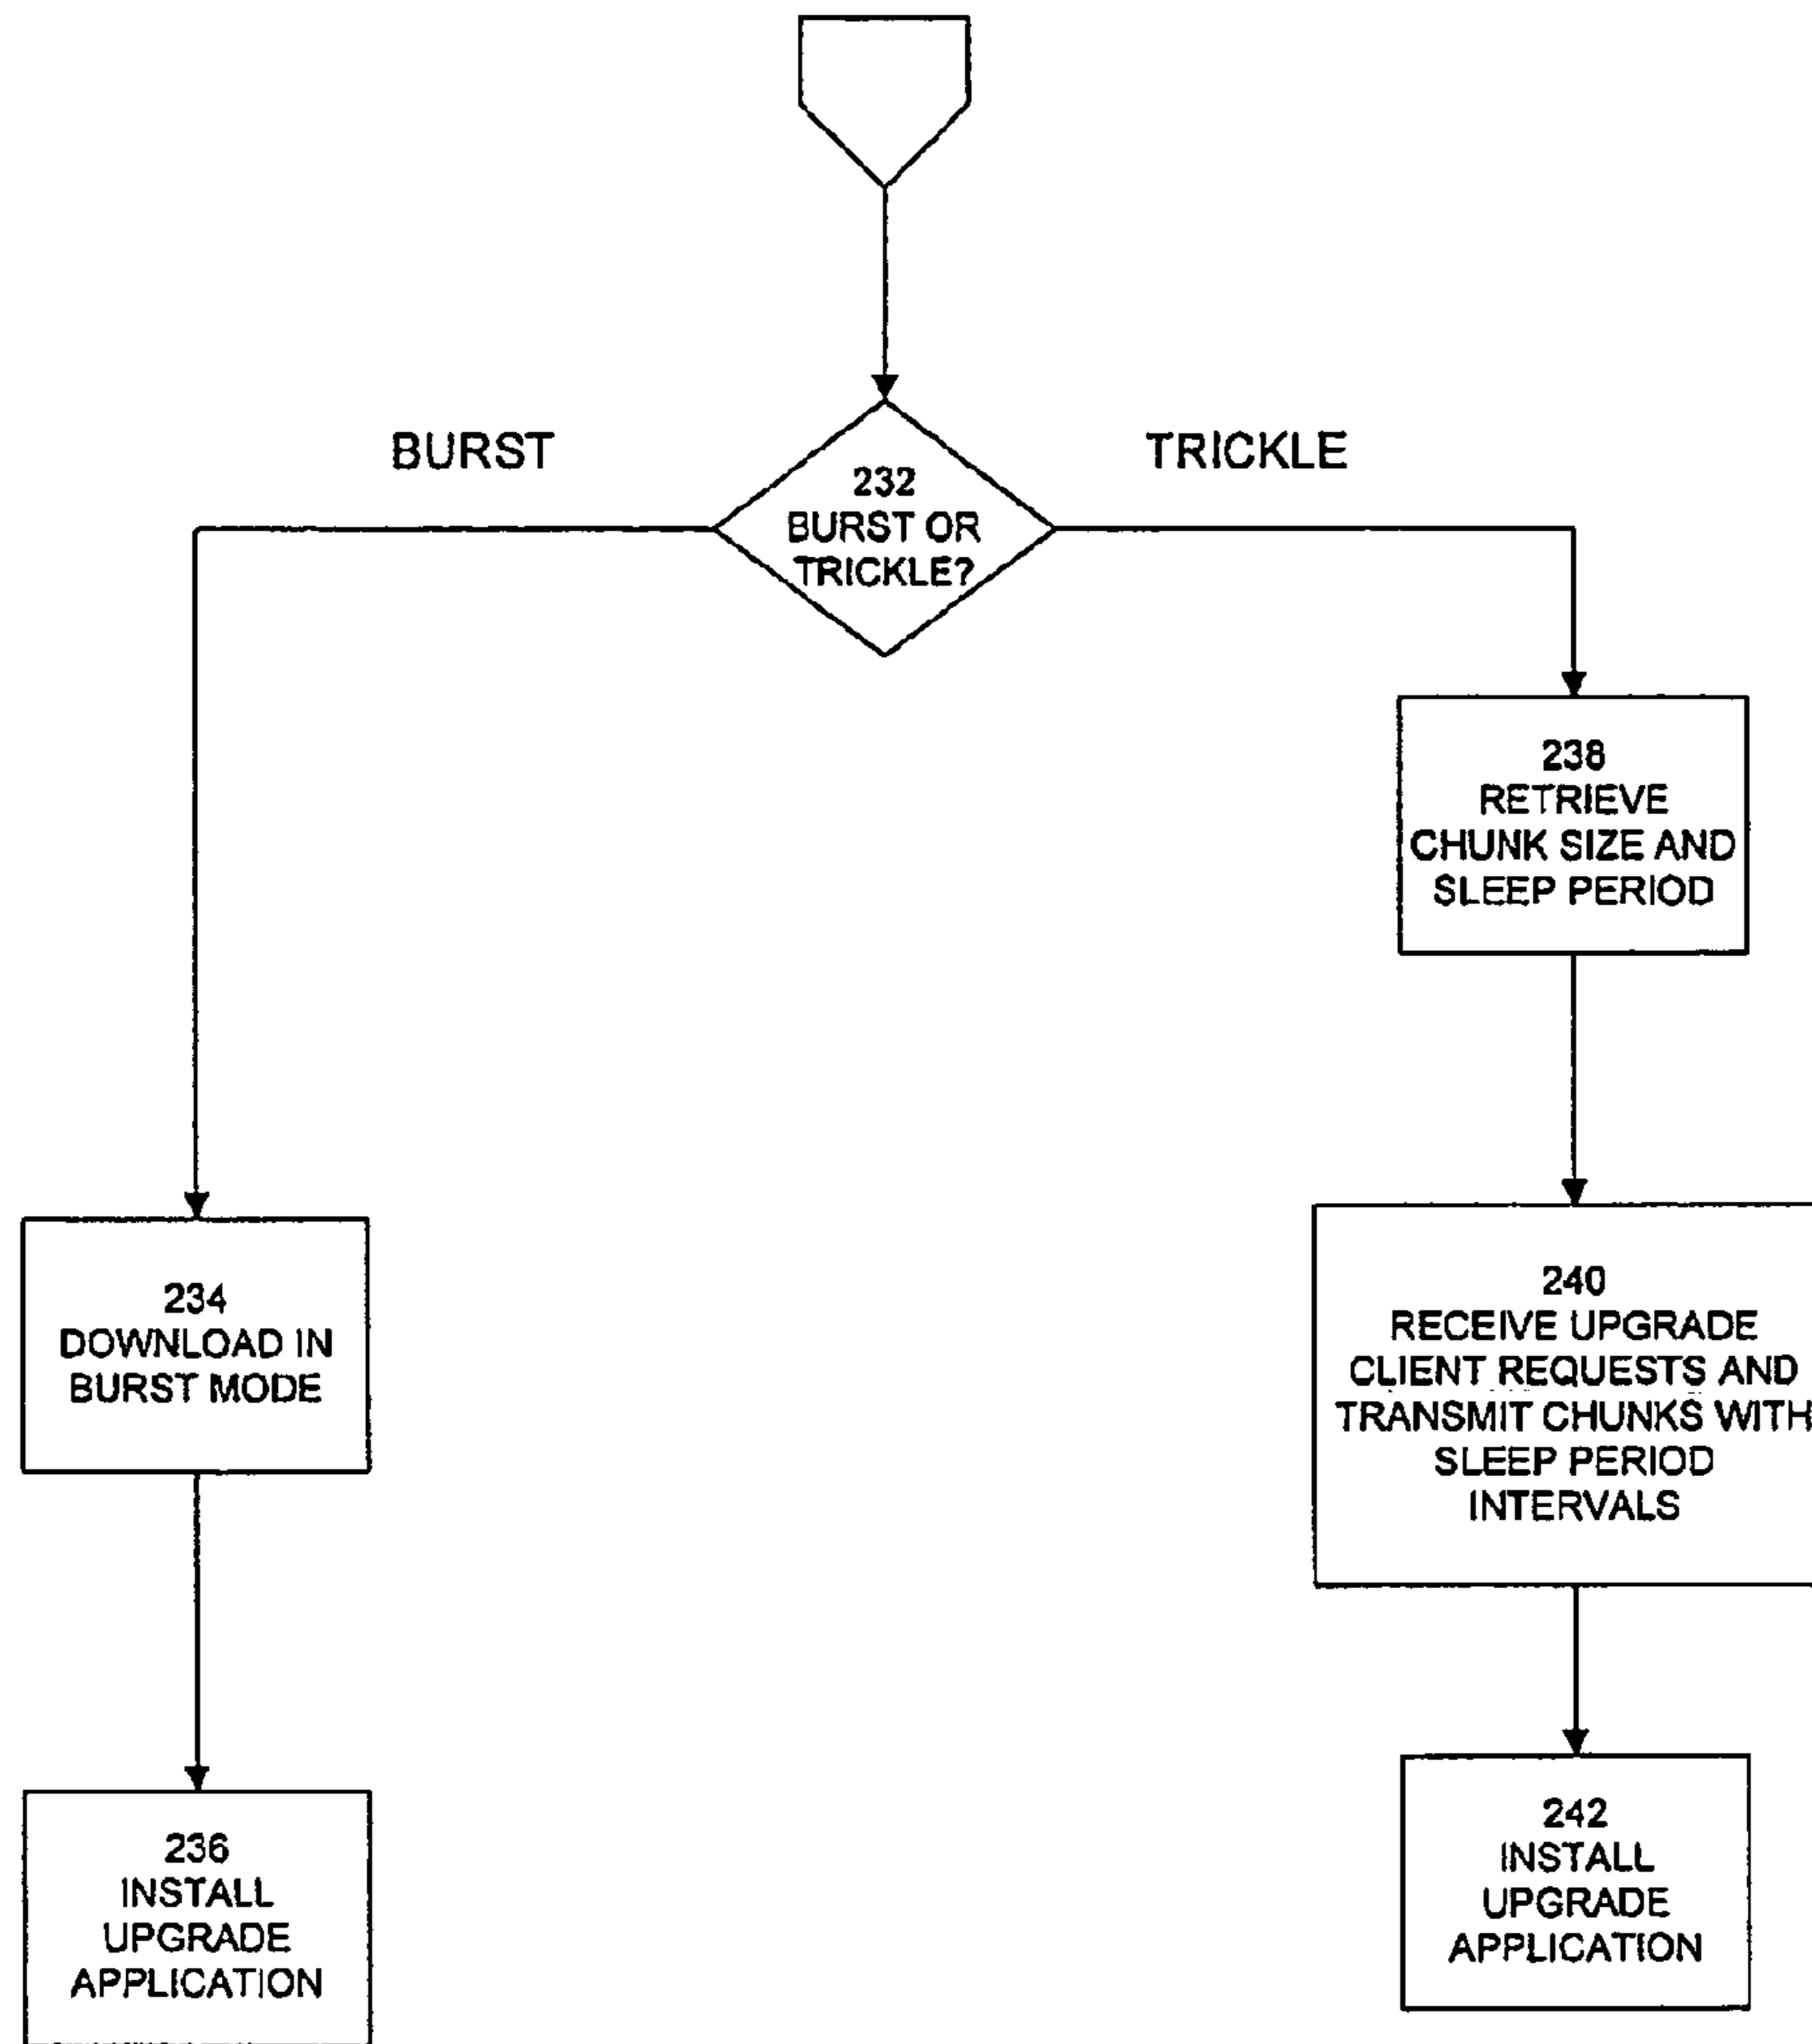 BURST
TRICKLE
232
BURST OR
TRICKLE?
238
RETRIEVE
CHUNK SIZE AND
SLEEP PERIOD
234
DOWNLOAD IN
BURST MODE
240
RECEIVE UPGRADE
CLIENT REQUESTS AND
TRANSMIT CHUNKS WITH
SLEEP PERIOD
INTERVALS
236
INSTALL
UPGRADE
APPLICATION
242
INSTALL
UPGRADE
APPLICATION